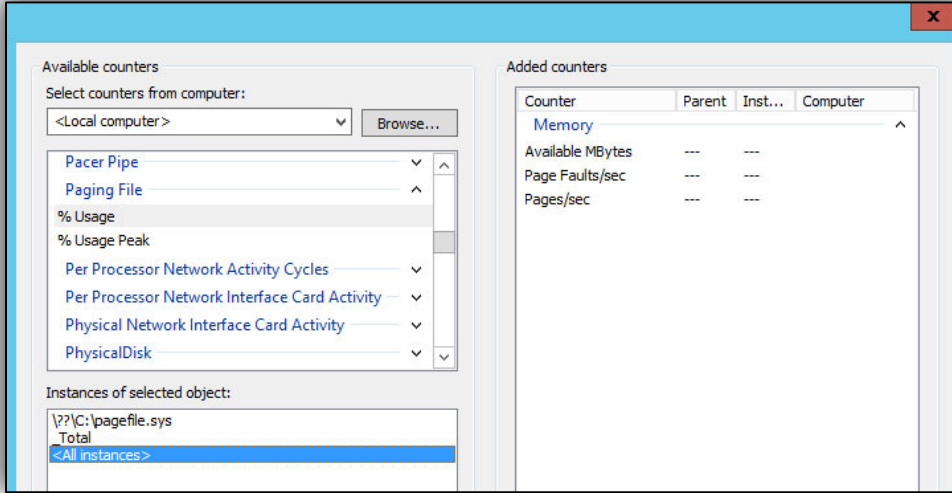 x
Available counters
Select counters from computer:
<Local computer>
Browse...
Pacer Pipe
Paging File
% Usage
% Usage Peak
Per Processor Network Activity Cycles
Per Processor Network Interface Card Activity
Physical Network Interface Card Activity
PhysicalDisk
Instances of selected object:
\??\C:\pagefile.sys
_Total
<All instances>
Added counters
Counter Parent Inst... Computer
Memory
Available MBytes --- ---
Page Faults/sec --- ---
Pages/sec --- ---